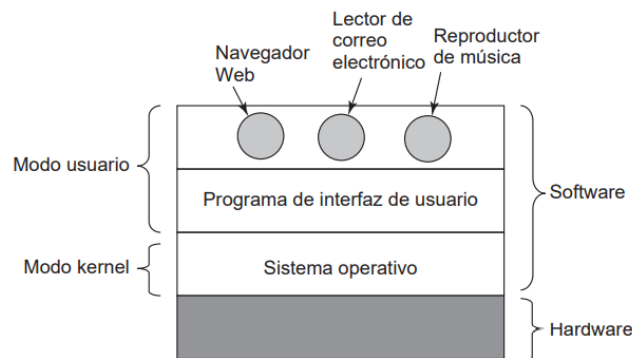 Navegador
Web
Lector de
correo
electrónico
Reproductor
de música
Modo usuario
Programa de interfaz de usuario
Software
Modo kernel
Sistema operativo
Hardware